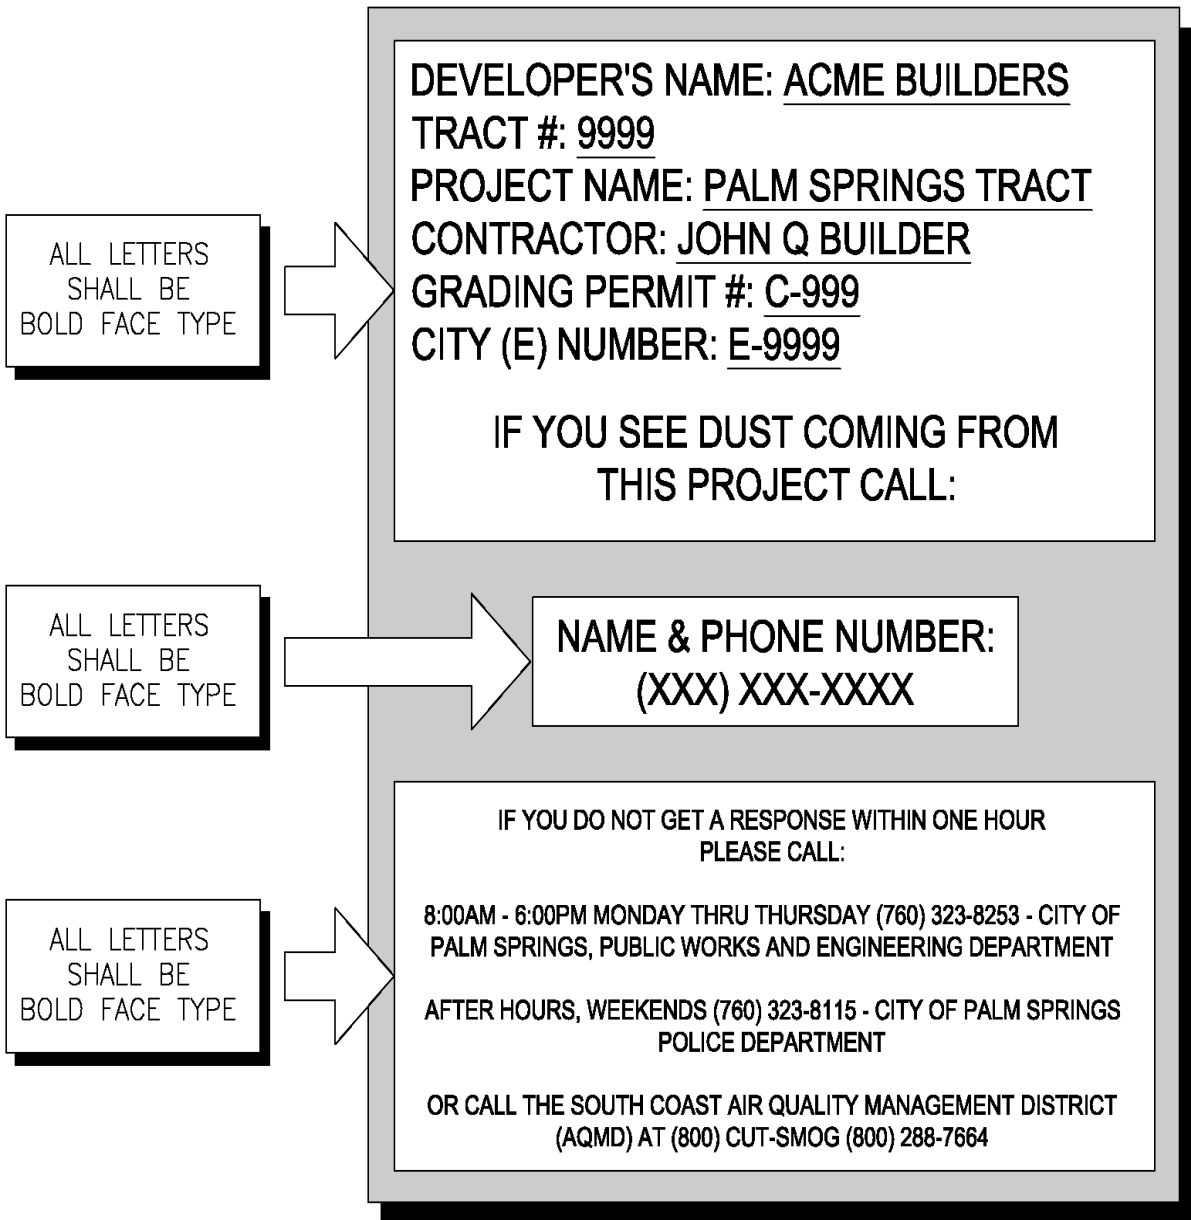 DEVELOPER'S NAME: ACME BUILDERS
TRACT #: 9999
PROJECT NAME: PALM SPRINGS TRACT
CONTRACTOR: JOHN Q BUILDER
GRADING PERMIT #: C-999
CITY (E) NUMBER: E-9999
IF YOU SEE DUST COMING FROM
THIS PROJECT CALL:
ALL LETTERS
SHALL BE
BOLD FACE TYPE
NAME & PHONE NUMBER:
(XXX) XXX-XXXX
ALL LETTERS
SHALL BE
BOLD FACE TYPE
IF YOU DO NOT GET A RESPONSE WITHIN ONE HOUR
PLEASE CALL:
8:00AM - 6:00PM MONDAY THRU THURSDAY (760) 323-8253 - CITY OF
PALM SPRINGS, PUBLIC WORKS AND ENGINEERING DEPARTMENT
AFTER HOURS, WEEKENDS (760) 323-8115 - CITY OF PALM SPRINGS
POLICE DEPARTMENT
OR CALL THE SOUTH COAST AIR QUALITY MANAGEMENT DISTRICT
(AQMD) AT (800) CUT-SMOG (800) 288-7664
ALL LETTERS
SHALL BE
BOLD FACE TYPE